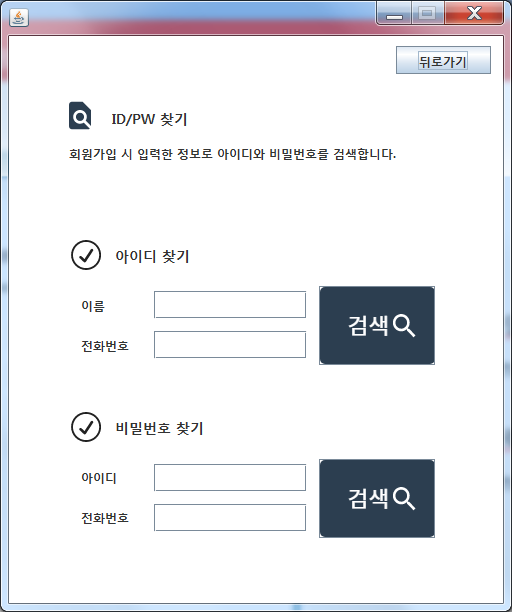 뒤로가기
ID/PW 찾기
회원가입 시 입력한 정보로 아이디와 비밀번호를 검색합니다.
아이디 찾기
이름
전화번호
검색
비밀번호 찾기
아이디
전화번호
검색